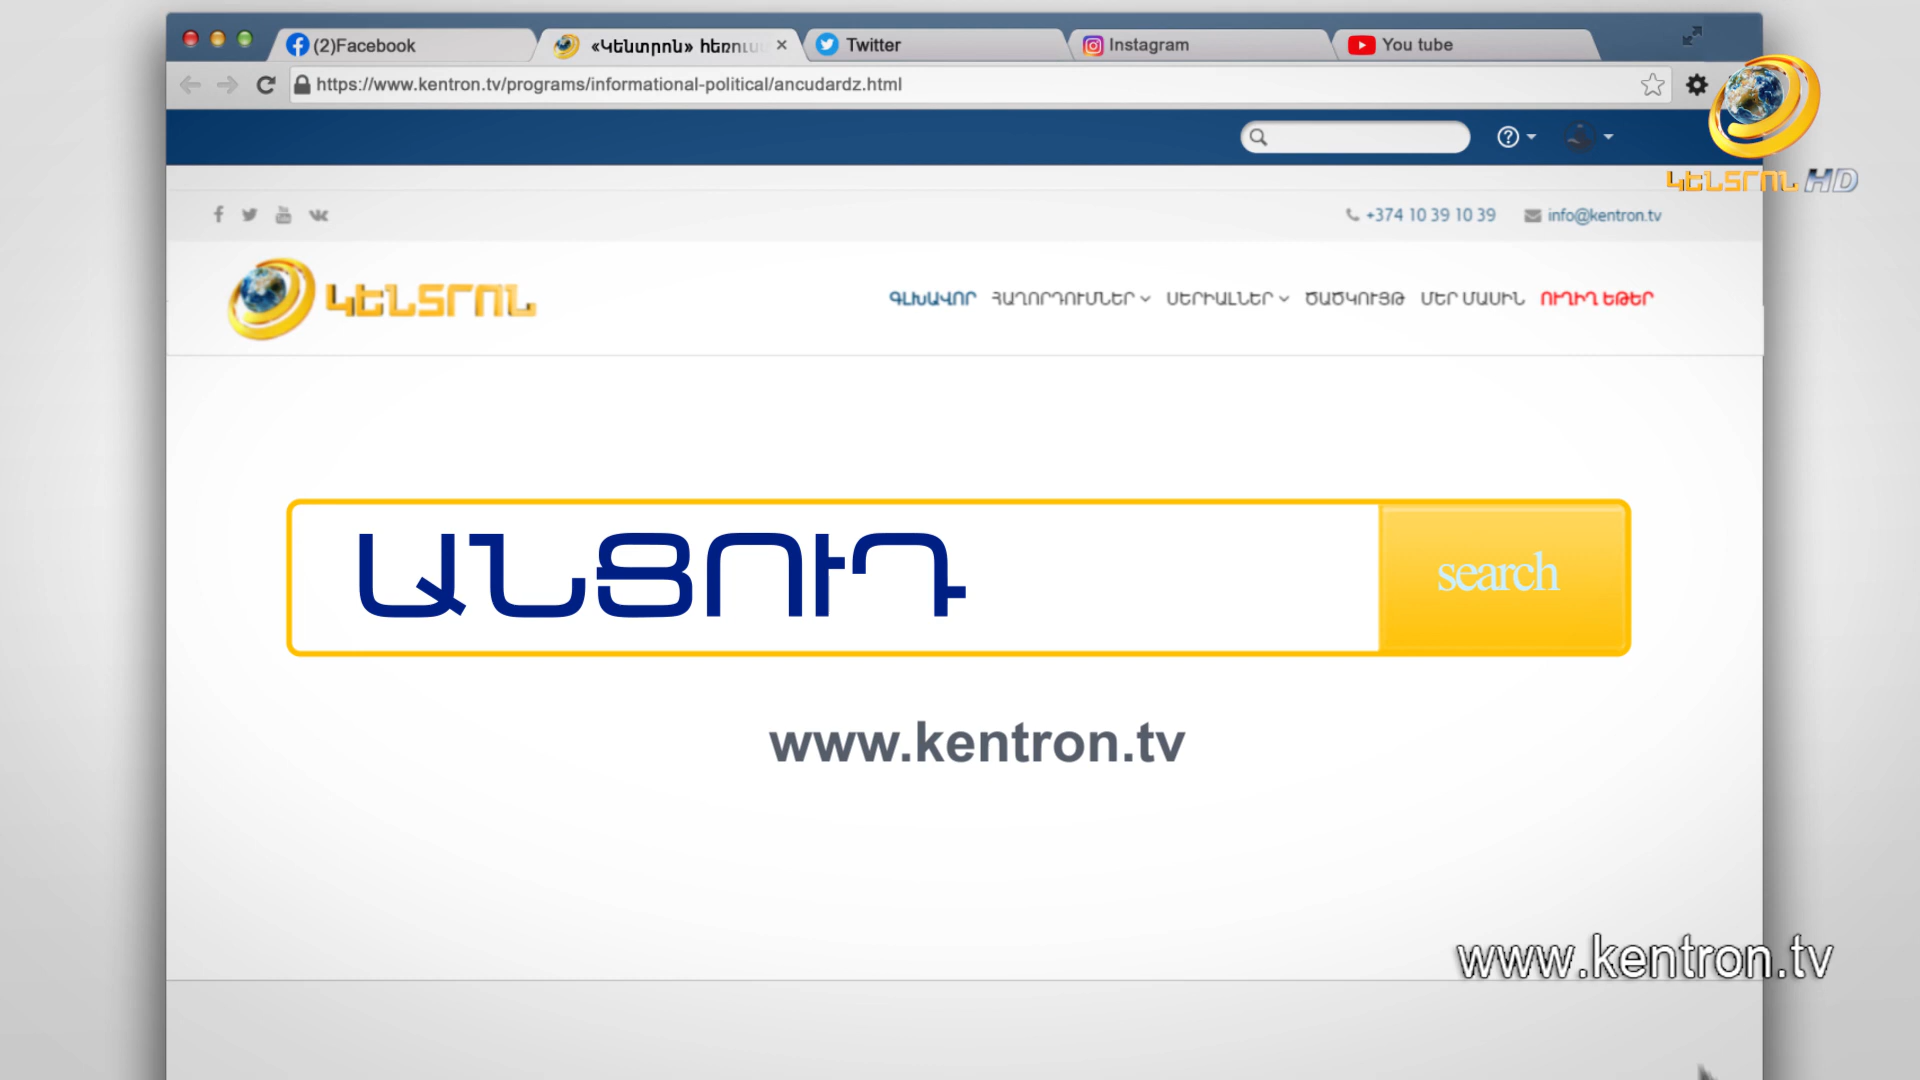 (2)Facebook
«Կենտրոն» հեռուս
Twitter
Instagram
You tube
https://www.kentron.tv/programs/informational-political/ancudardz.html
ԿԵՆՏՐՈՆ HD
+374 10 39 10 39
info@kentron.tv
ԿԵՆՏՐՈՆ
ԳԼԽԱՎՈՐ ՀԱՂՈՐԴՈՒՄՆԵՐ ՍԵՐԻԱԼՆԵՐ ԾԱԾԿՈՒՅԹ ՄԵՐ ՄԱՍԻՆ ՈՒՂԻՂ ԵԹԵՐ
ԱՆՑՈՒԴ
search
www.kentron.tv
www.kentron.tv